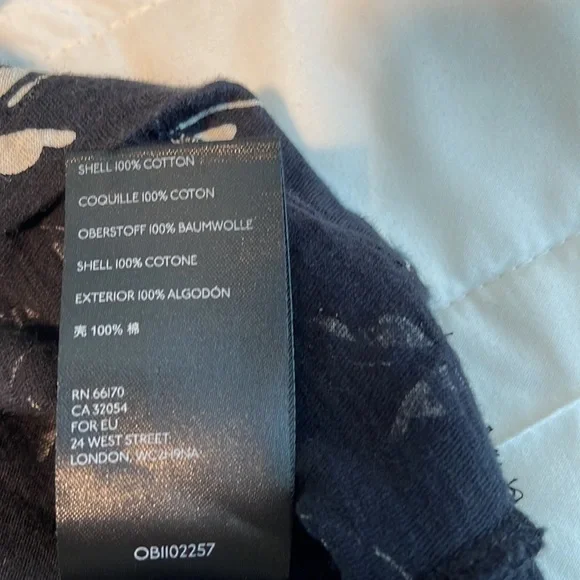 SHELL 100% COTTON
COQUILLE 100% COTON
OBERSTOFF 100% BAUMWOLLE
SHELL 100% COTONE
EXTERIOR 100% ALGODÓN
壳 100% 棉
RN 66170
CA 32054
FOR EU
24 WEST STREET
LONDON, WC2H9NA
OB1102257